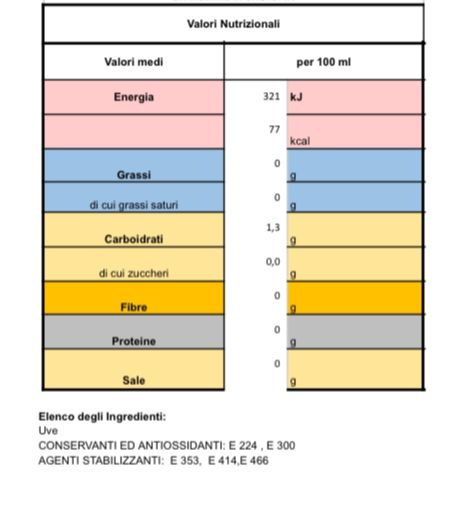 Valori Nutrizionali
Valori medi per 100 ml
Energia 321 kJ
77 kcal
Grassi 0 g
di cui grassi saturi 0 g
Carboidrati 1,3 g
di cui zuccheri 0,0 g
Fibre 0 g
Proteine 0 g
Sale 0 g
Elenco degli Ingredienti:
Uve
CONSERVANTI ED ANTIOSSIDANTI: E 224 , E 300
AGENTI STABILIZZANTI: E 353, E 414,E 466